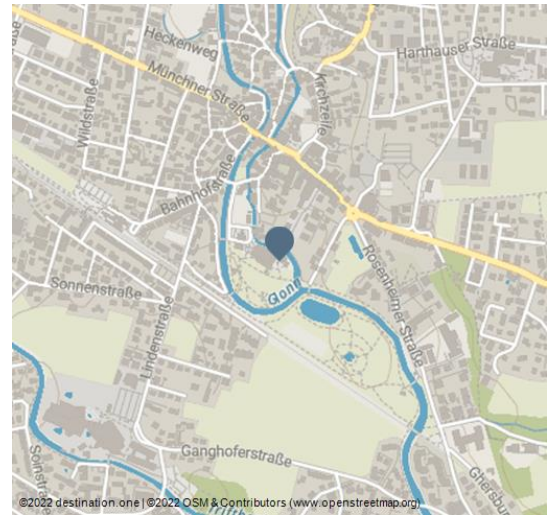 Heckenweg
Harthauser Straße
Münchner Straße
Kirchzeile
Wildstraße
Bahnhofstraße
Sonnenstraße
Lindenstraße
Glonn
Rosenheimer Straße
Ganghoferstraße
©2022 destination.one | ©2022 OSM & Contributors (www.openstreetmap.org)